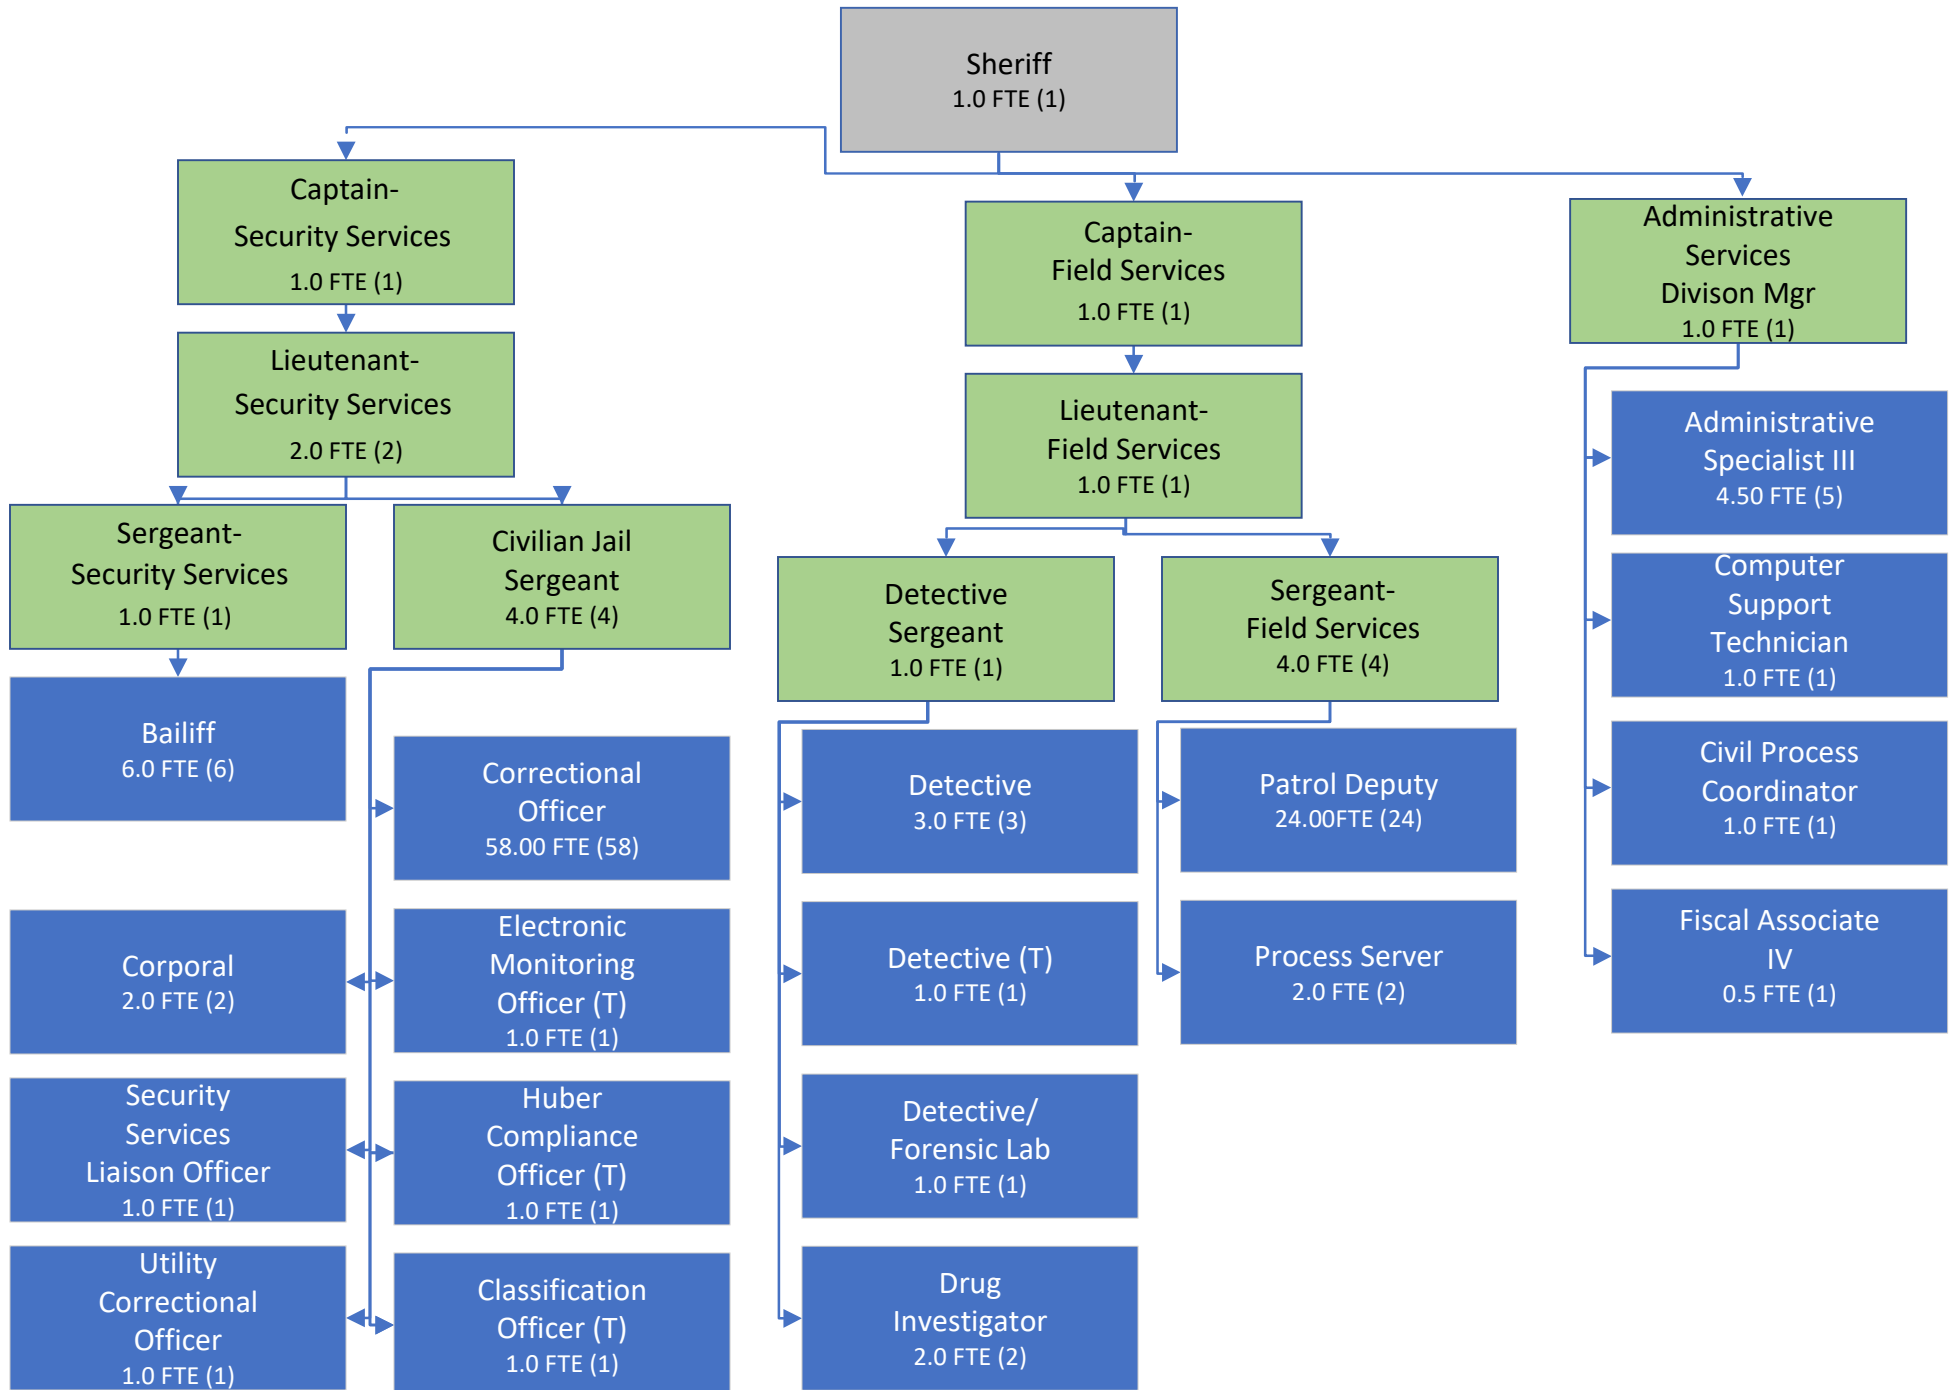 Sheriff
1.0 FTE (1)
Captain-
Security Services
1.0 FTE (1)
Captain-
Field Services
1.0 FTE (1)
Administrative
Services
Divison Mgr
1.0 FTE (1)
Lieutenant-
Security Services
2.0 FTE (2)
Lieutenant-
Field Services
1.0 FTE (1)
Sergeant-
Security Services
1.0 FTE (1)
Civilian Jail
Sergeant
4.0 FTE (4)
Detective
Sergeant
1.0 FTE (1)
Sergeant-
Field Services
4.0 FTE (4)
Bailiff
6.0 FTE (6)
Correctional
Officer
58.00 FTE (58)
Corporal
2.0 FTE (2)
Electronic
Monitoring
Officer (T)
1.0 FTE (1)
Security
Services
Liaison Officer
1.0 FTE (1)
Huber
Compliance
Officer (T)
1.0 FTE (1)
Utility
Correctional
Officer
1.0 FTE (1)
Classification
Officer (T)
1.0 FTE (1)
Detective
3.0 FTE (3)
Detective (T)
1.0 FTE (1)
Detective/
Forensic Lab
1.0 FTE (1)
Drug
Investigator
2.0 FTE (2)
Patrol Deputy
24.00FTE (24)
Process Server
2.0 FTE (2)
Administrative
Specialist III
4.50 FTE (5)
Computer
Support
Technician
1.0 FTE (1)
Civil Process
Coordinator
1.0 FTE (1)
Fiscal Associate
IV
0.5 FTE (1)